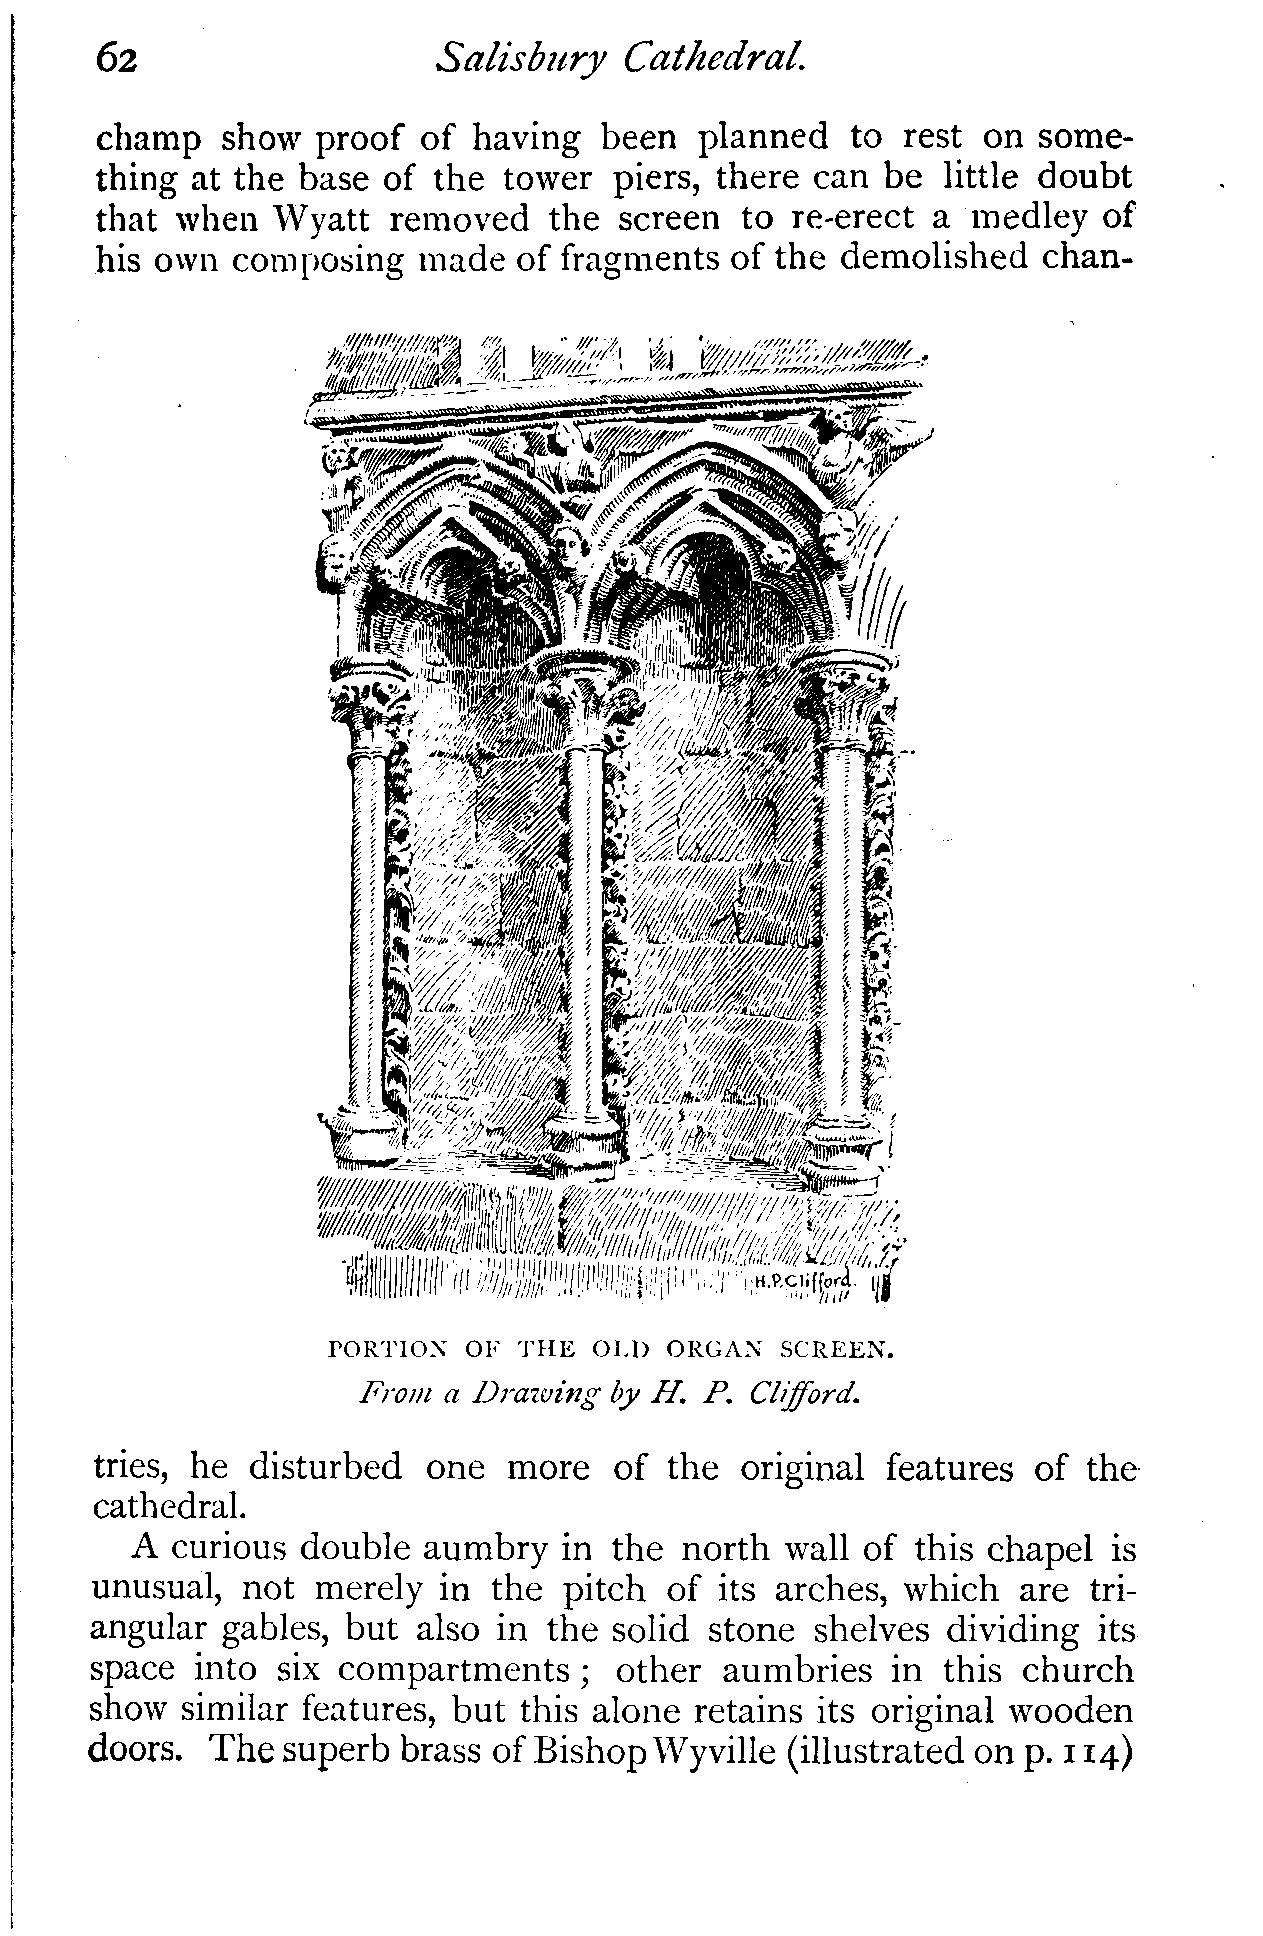 62 Salisbury Cathedral.
champ show proof of having been planned to rest on some-
thing at the base of the tower piers, there can be little doubt
that when Wyatt removed the screen to re-erect a medley of
his own composing made of fragments of the demolished chan-
H.P.Clifford.
PORTION OF THE OLD ORGAN SCREEN.
From a Drawing by H. P. Clifford.
tries, he disturbed one more of the original features of the
cathedral.
A curious double aumbry in the north wall of this chapel is
unusual, not merely in the pitch of its arches, which are tri-
angular gables, but also in the solid stone shelves dividing its
space into six compartments ; other aumbries in this church
show similar features, but this alone retains its original wooden
doors. The superb brass of Bishop Wyville (illustrated on p. 114)